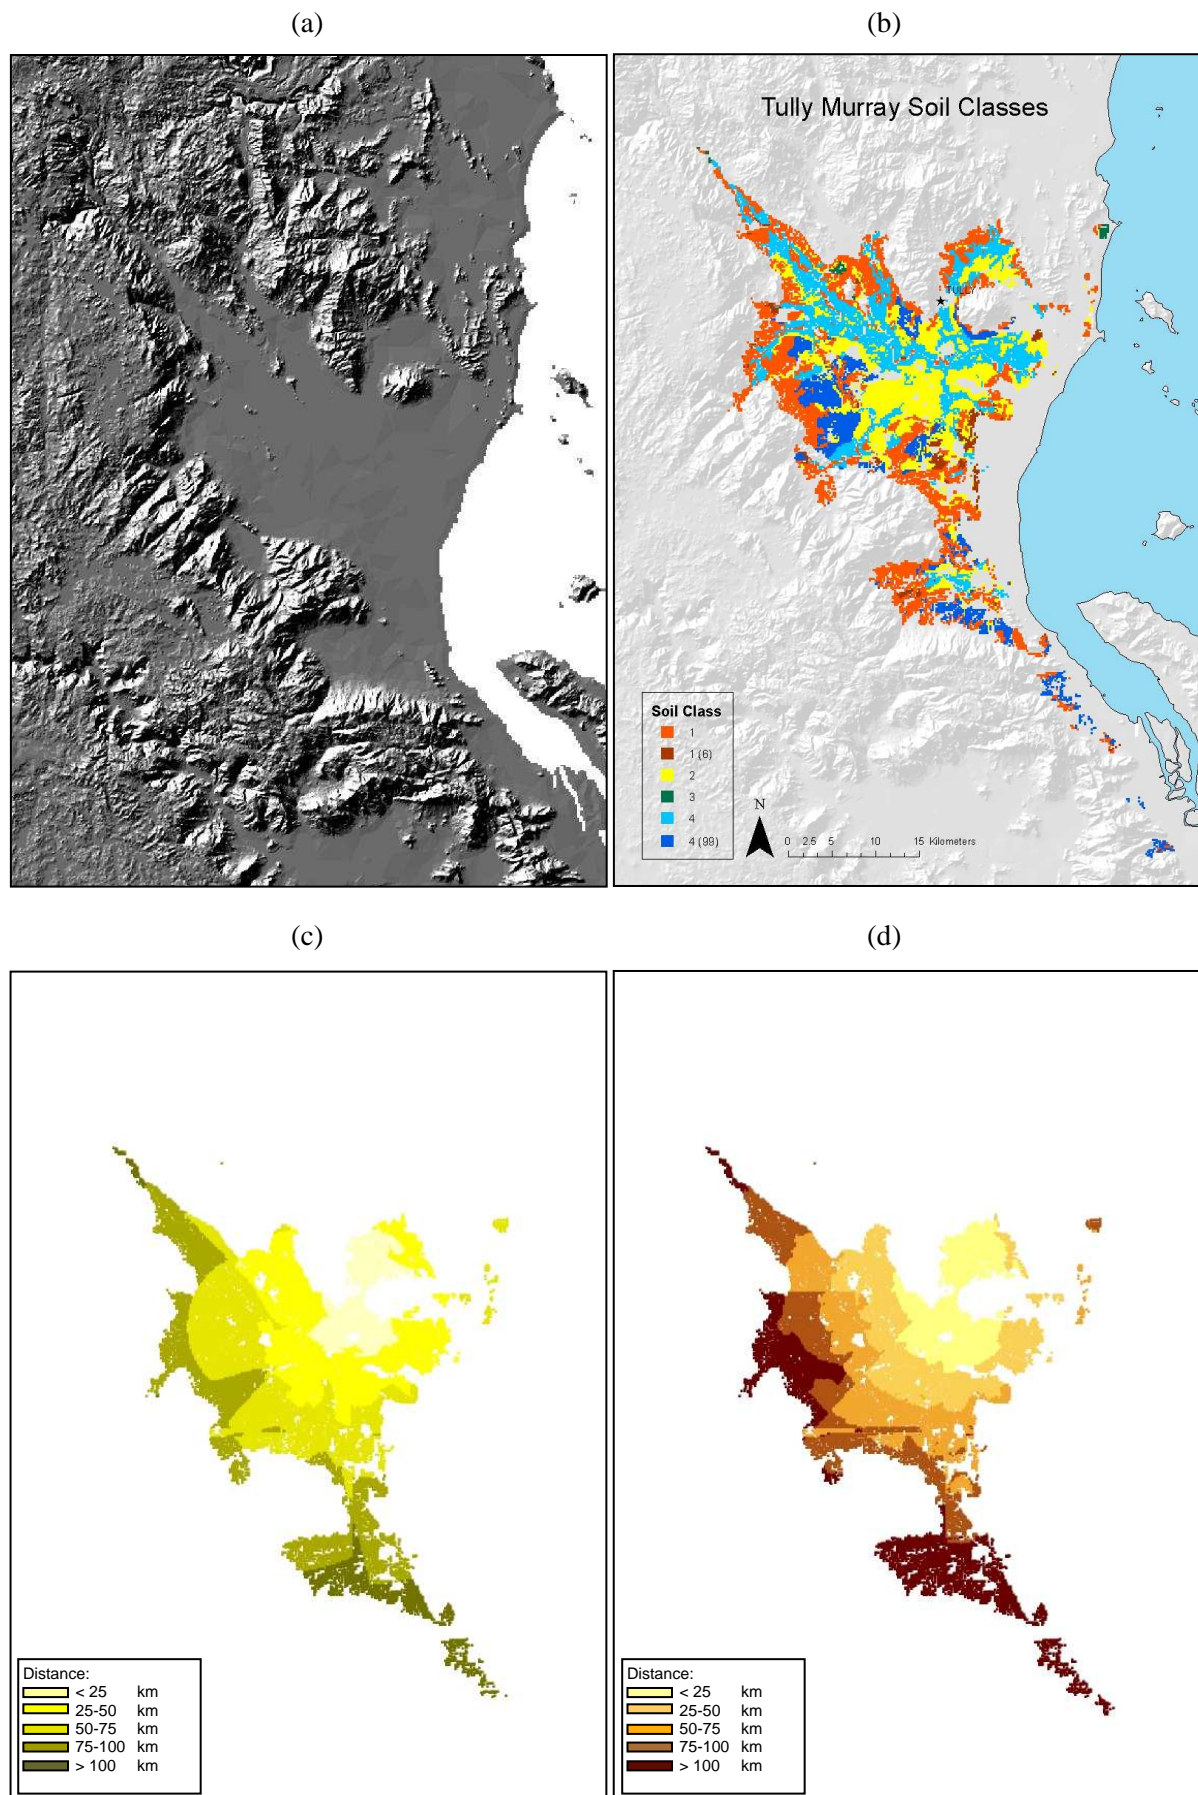 (a)
(b)
Tully Murray Soil Classes
TULLY
Soil Class
1
1 (6)
2
3
4
4 (99)
N
0 2.5 5 10 15 Kilometers
(c)
(d)
Distance:
< 25 km
25-50 km
50-75 km
75-100 km
> 100 km
Distance:
< 25 km
25-50 km
50-75 km
75-100 km
> 100 km